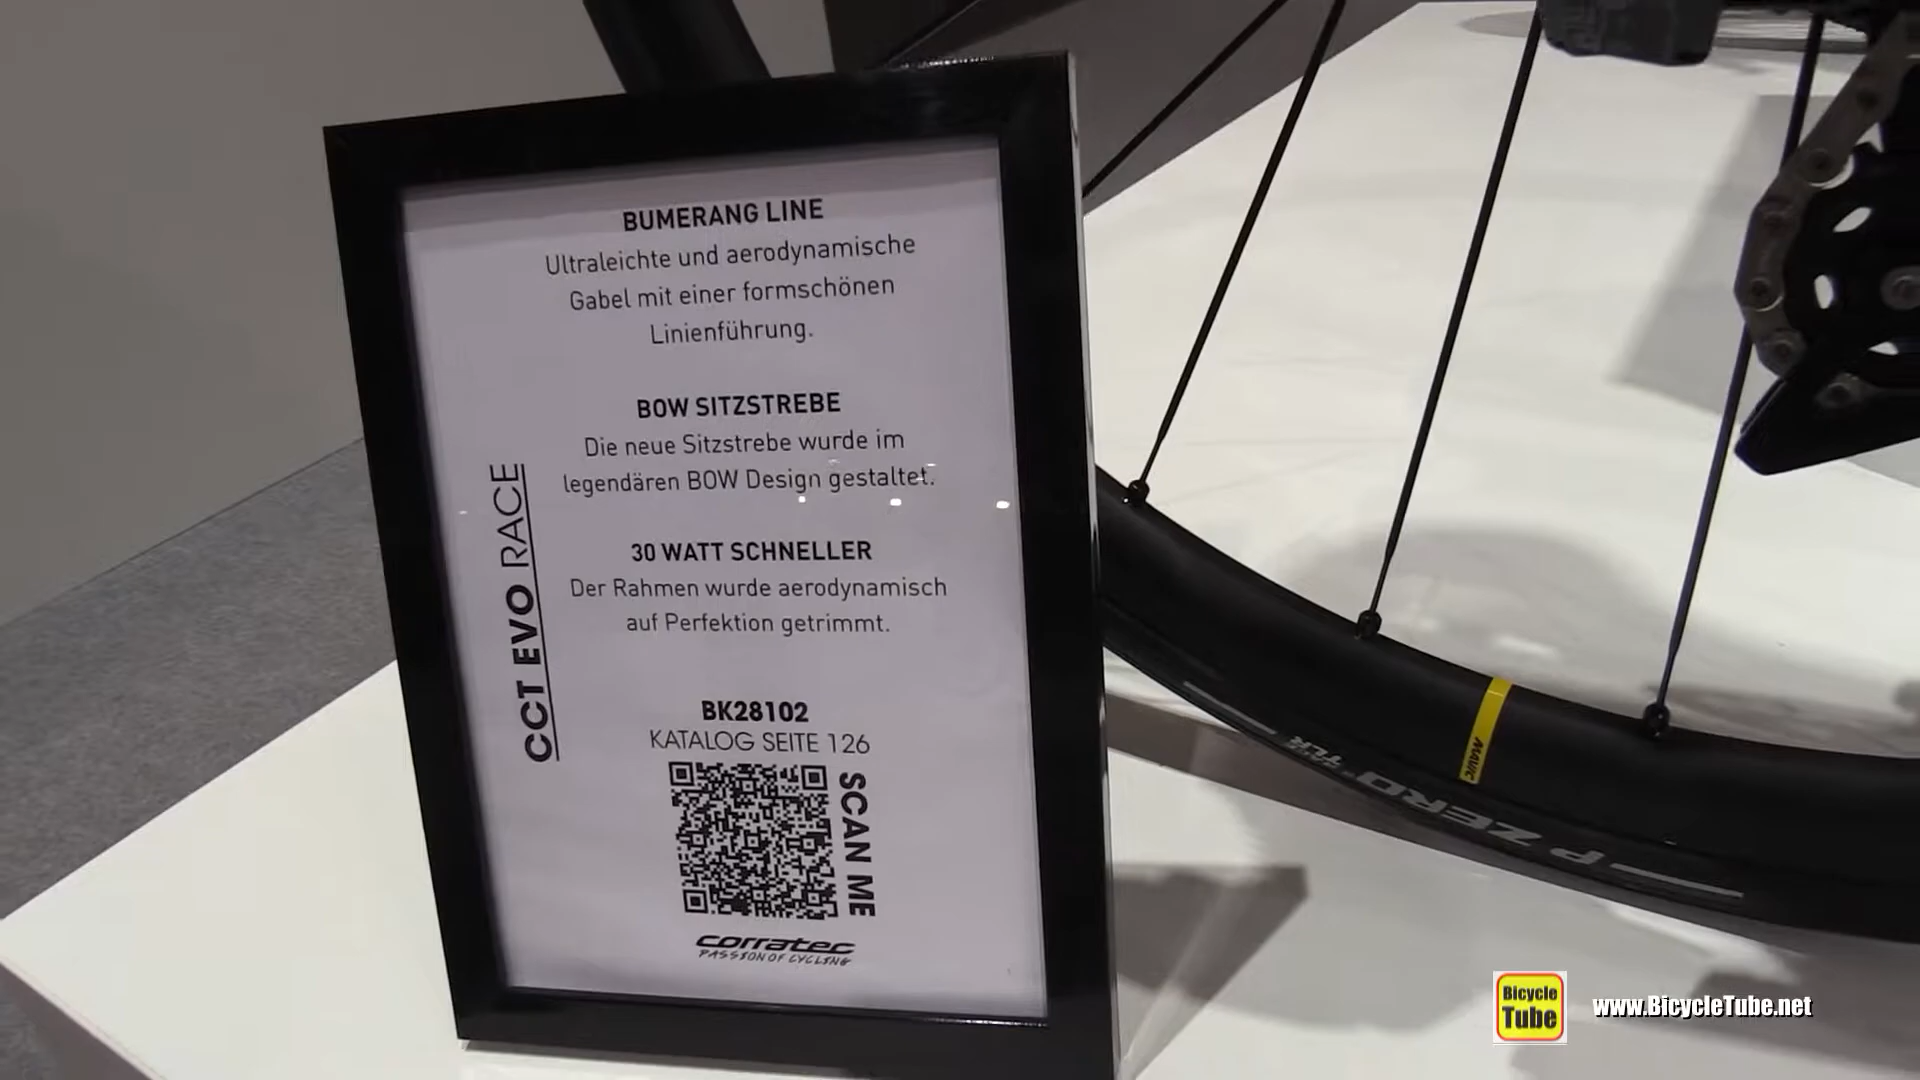 BUMERANG LINE
Ultraleichte und aerodynamische
Gabel mit einer formschönen
Linienführung.
BOW SITZSTREBE
Die neue Sitzstrebe wurde im
legendären BOW Design gestaltet.
30 WATT SCHNELLER
Der Rahmen wurde aerodynamisch
auf Perfektion getrimmt.
CCT EVO RACE
BK28102
KATALOG SEITE 126
SCAN ME
corratec
PASSION OF CYCLING
MAVIC
P ZERO
TLR
Bicycle
Tube
www.BicycleTube.net